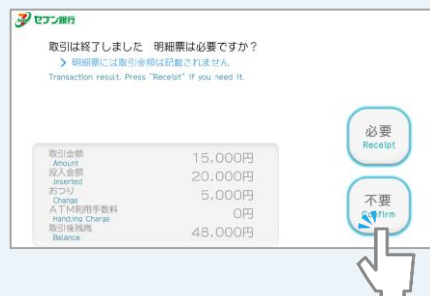 セブン銀行
取引は終了しました 明細票は必要ですか？
> 明細票には取引金額は記載されません
Transaction result. Press "Receipt" if you need it.
必要
Receipt
取引金額 15,000円
Amount
投入金額 20,000円
Inserted
おつり 5,000円
Change
ATM利用手数料 0円
Handling Charge
取引後残高 48,000円
Balance
不要
Confirm